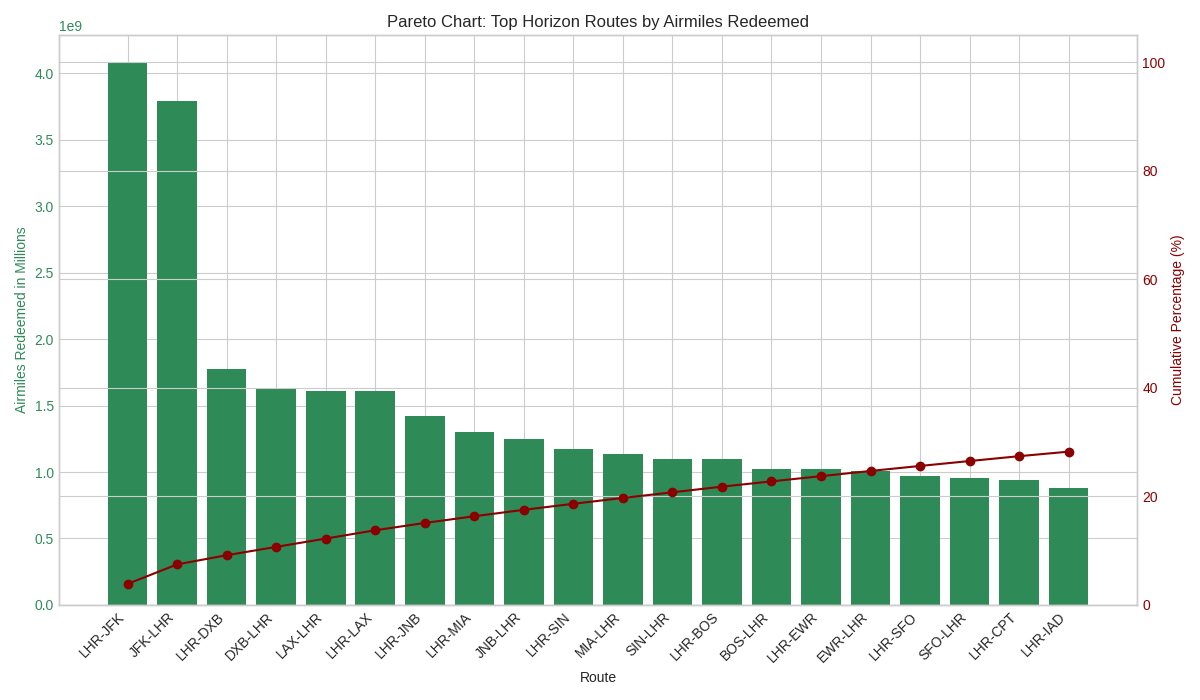 Pareto Chart: Top Horizon Routes by Airmiles Redeemed
1e9
4.0
3.5
3.0
2.5
2.0
1.5
1.0
0.5
0.0
Airmiles Redeemed in Millions
100
80
60
40
20
0
Cumulative Percentage (%)
LHR-JFK
JFK-LHR
LHR-DXB
DXB-LHR
LAX-LHR
LHR-LAX
LHR-JNB
LHR-MIA
JNB-LHR
LHR-SIN
MIA-LHR
SIN-LHR
LHR-BOS
BOS-LHR
LHR-EWR
EWR-LHR
LHR-SFO
SFO-LHR
LHR-CPT
LHR-IAD
Route